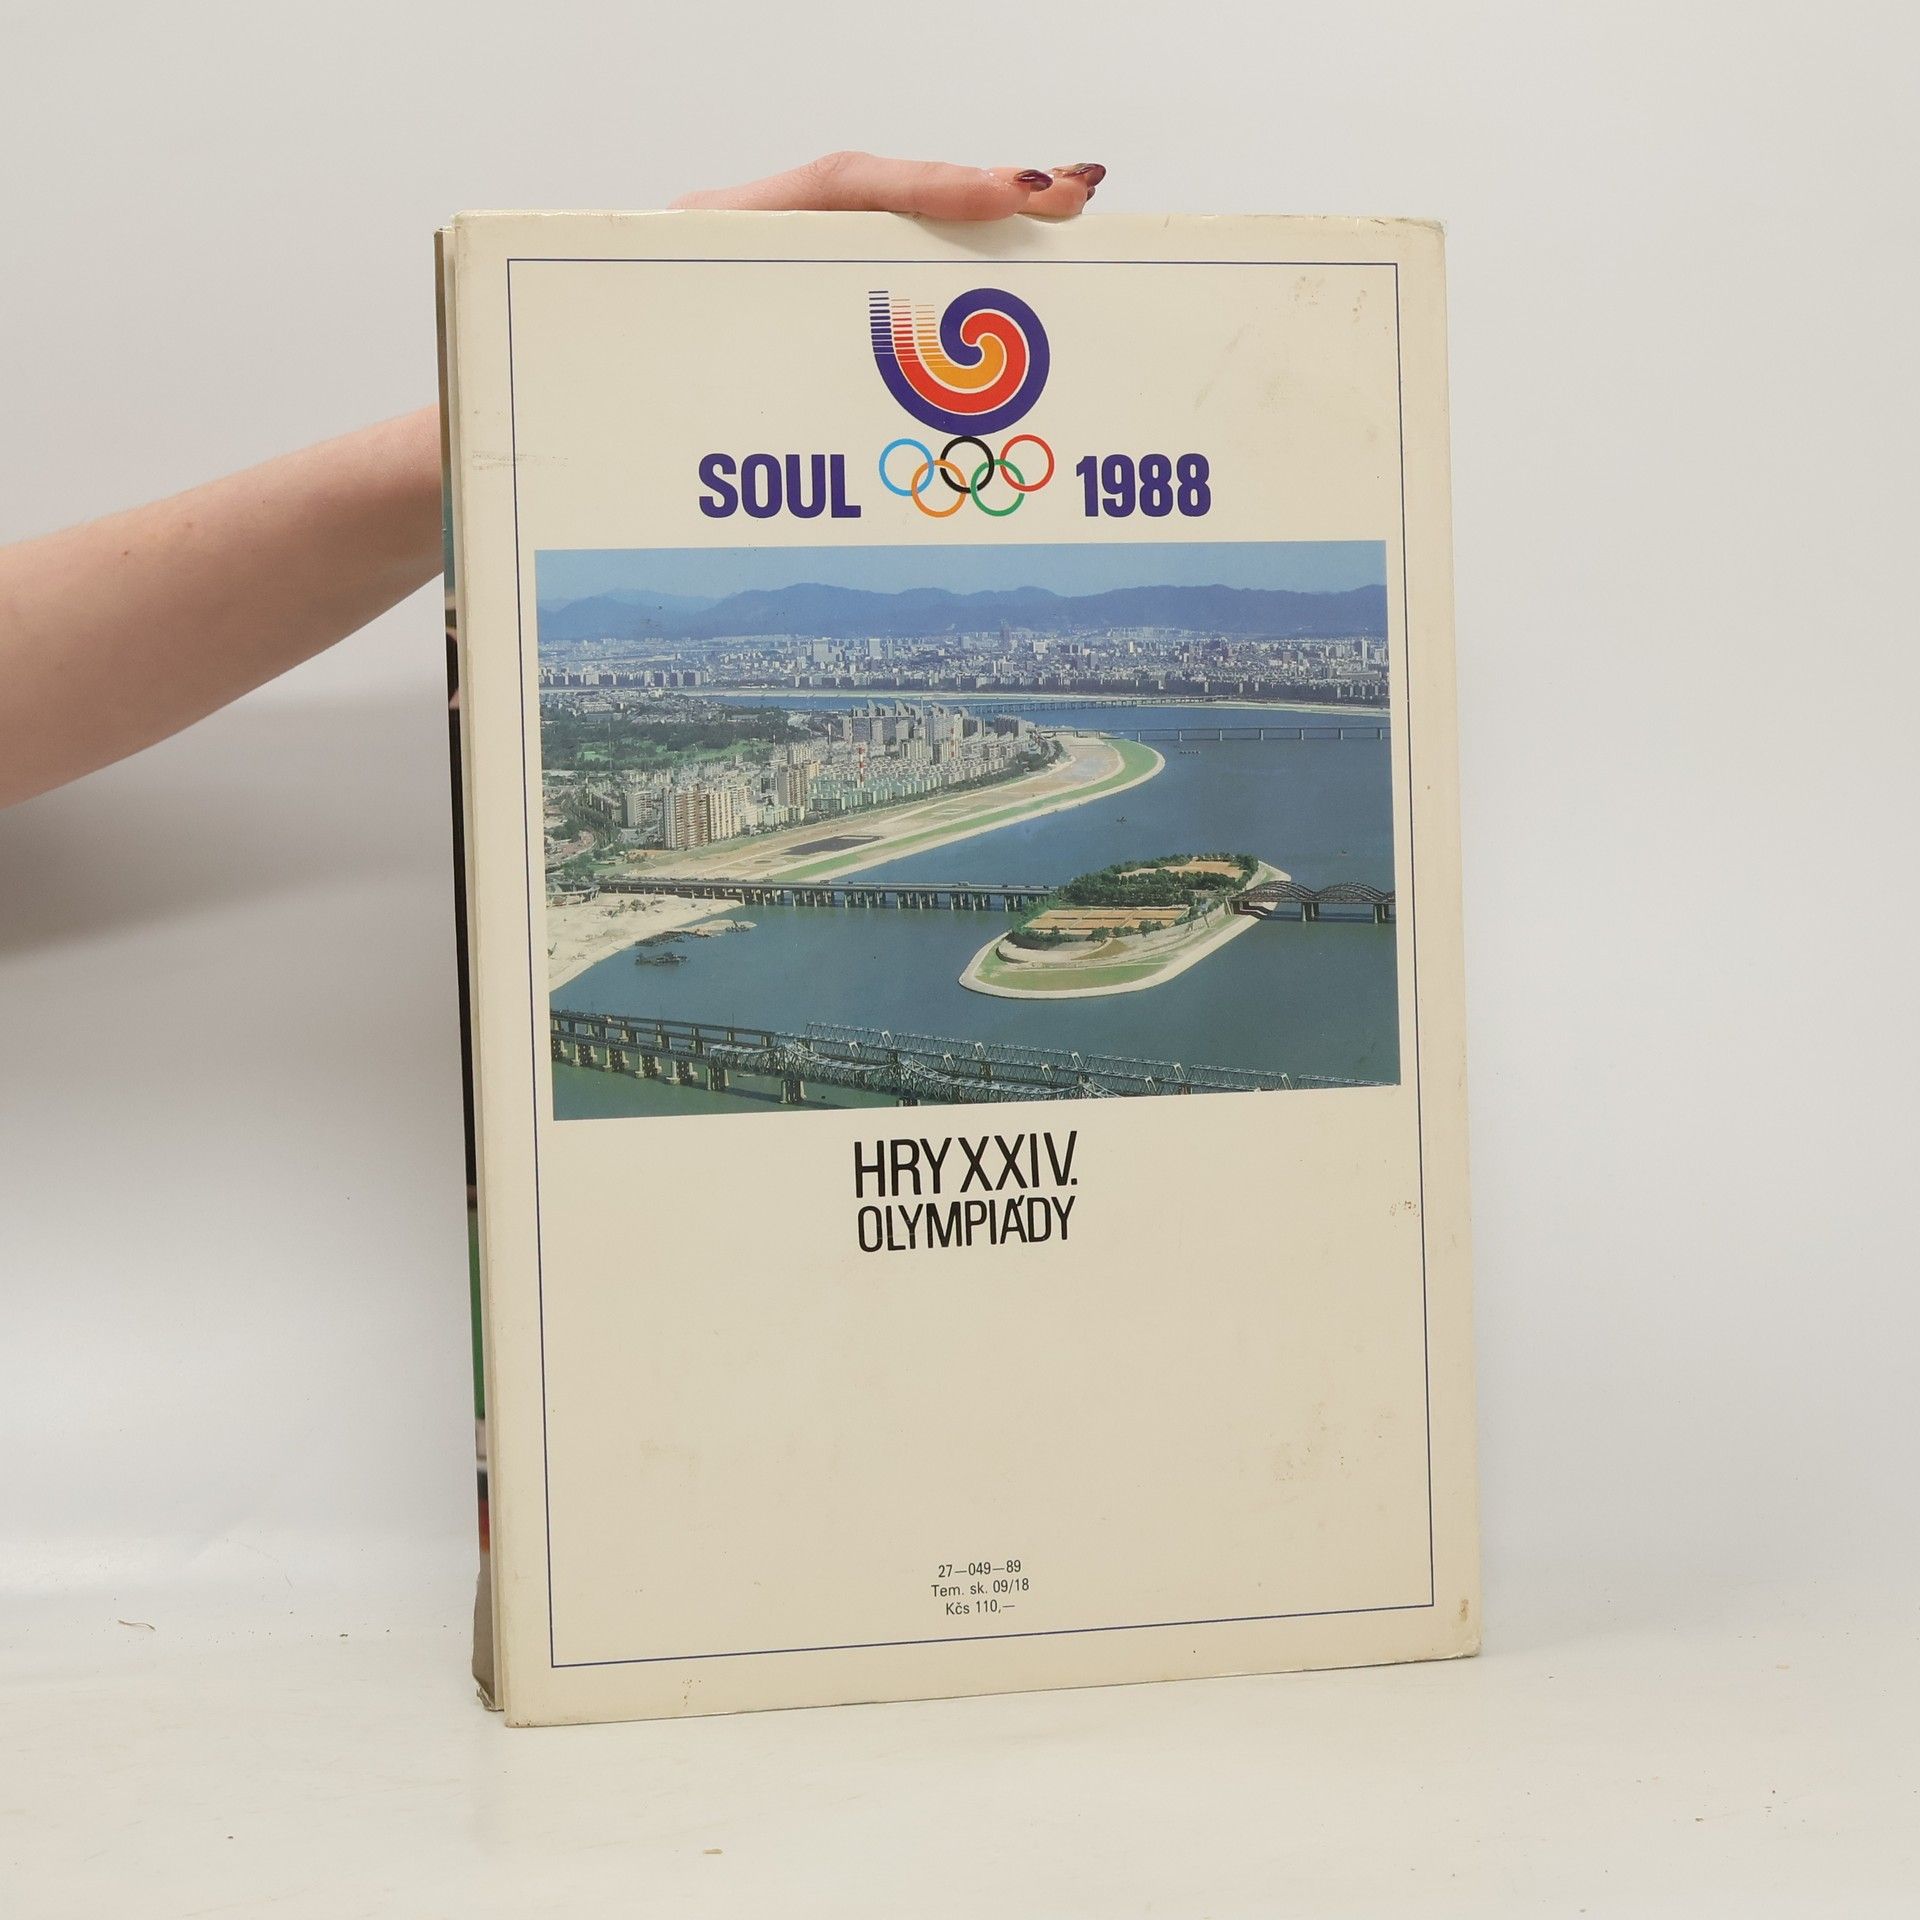 SOUL 1988
HRY XXIV.
OLYMPIÁDY
27—049—89
Tem. sk. 09/18
Kčs 110,—